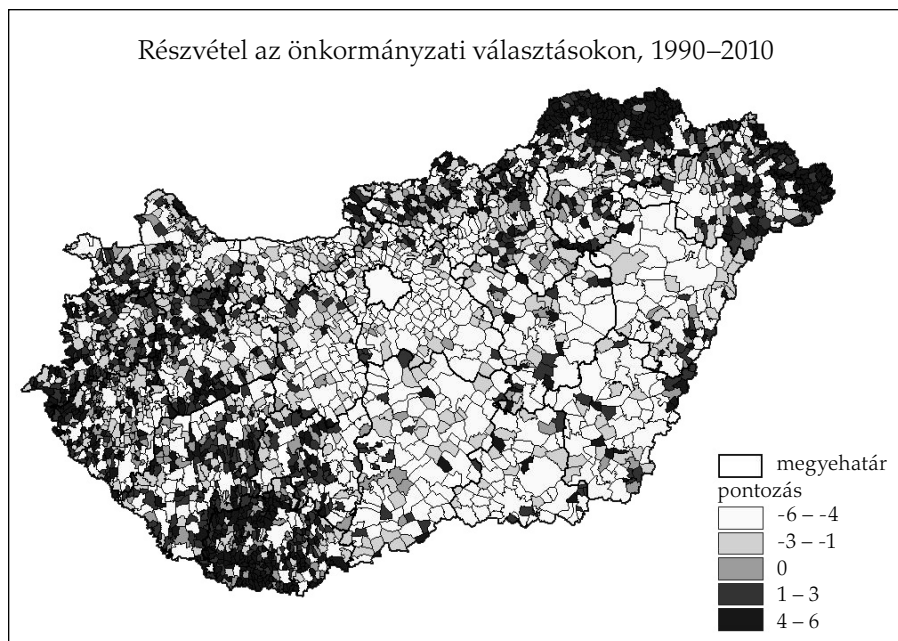 Részvétel az önkormányzati választásokon, 1990–2010
megyehatár
pontozás
-6 – -4
-3 – -1
0
1 – 3
4 – 6